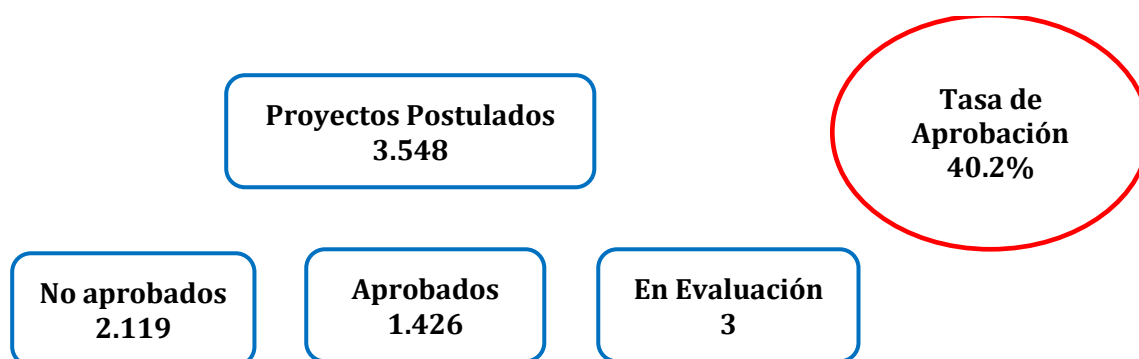 Proyectos Postulados
3.548
Tasa de
Aprobación
40.2%
No aprobados
2.119
Aprobados
1.426
En Evaluación
3